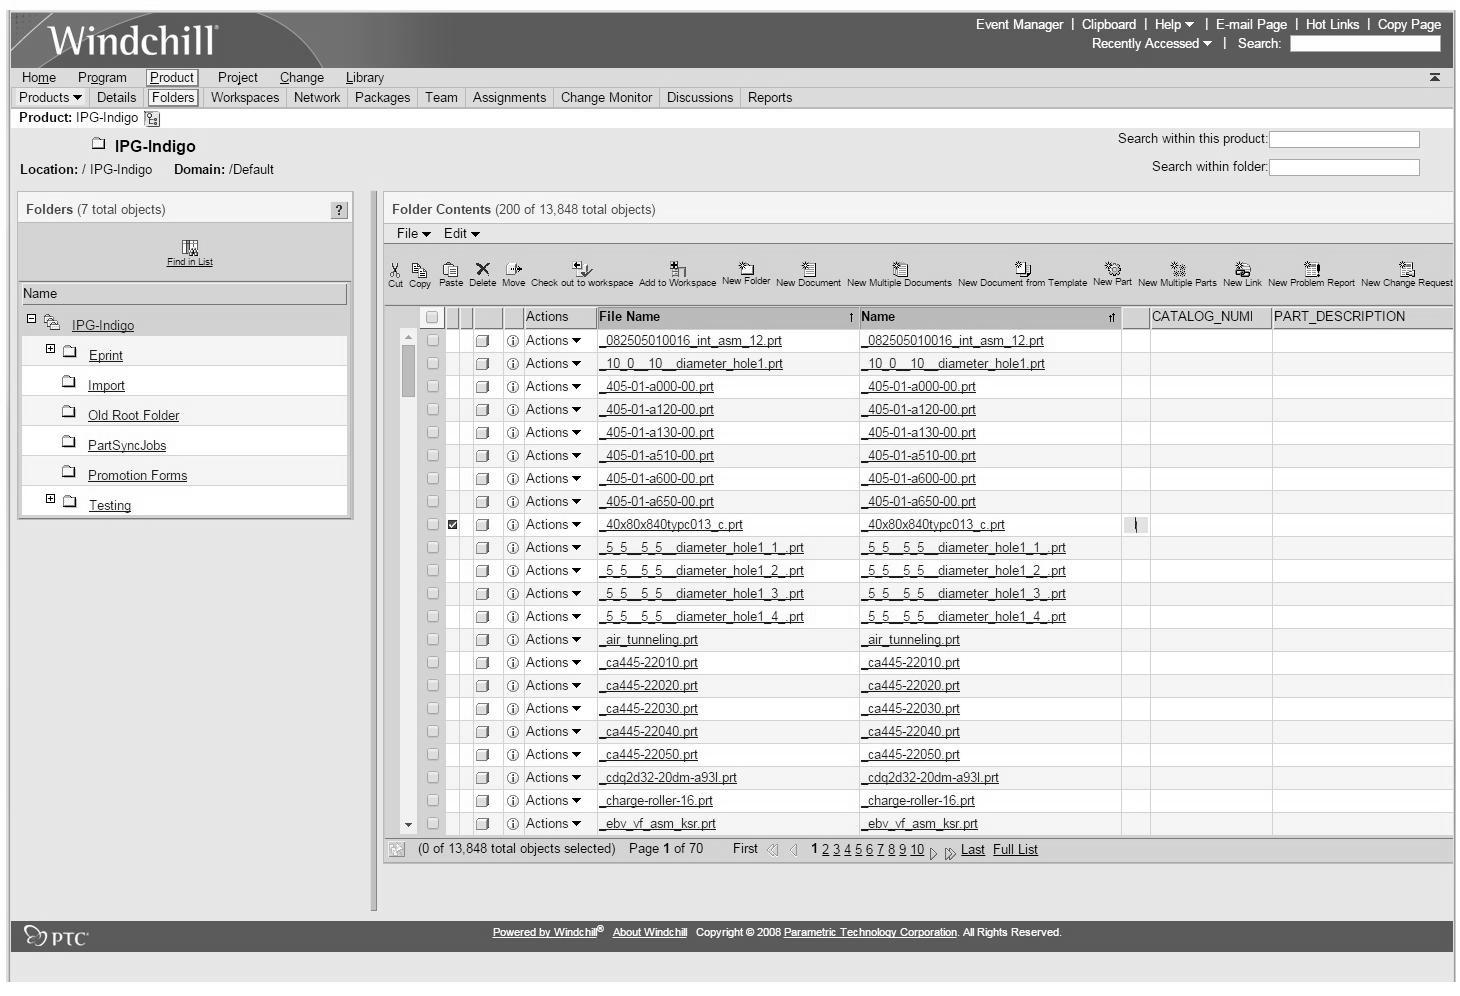 Windchill®
Event Manager | Clipboard | Help | E-mail Page | Hot Links | Copy Page
Recently Accessed | Search:
Home Program Product Project Change Library
Products Details Folders Workspaces Network Packages Team Assignments Change Monitor Discussions Reports
Product: IPG-Indigo
IPG-Indigo
Search within this product:
Location: / IPG-Indigo Domain: /Default
Search within folder:
Folders (7 total objects) ?
Find in List
Name
IPG-Indigo
Eprint
Import
Old Root Folder
PartSyncJobs
Promotion Forms
Testing
Folder Contents (200 of 13,848 total objects)
File Edit
Cut Copy Paste Delete Move Check out to workspace Add to Workspace New Folder New Document New Multiple Documents New Document from Template New Part New Multiple Parts New Link New Problem Report New Change Request
Actions File Name Name CATALOG_NUMI PART_DESCRIPTION
Actions _082505010016_int_asm_12.prt _082505010016_int_asm_12.prt
Actions _10_0__10__diameter_hole1.prt _10_0__10__diameter_hole1.prt
Actions _405-01-a000-00.prt _405-01-a000-00.prt
Actions _405-01-a120-00.prt _405-01-a120-00.prt
Actions _405-01-a130-00.prt _405-01-a130-00.prt
Actions _405-01-a510-00.prt _405-01-a510-00.prt
Actions _405-01-a600-00.prt _405-01-a600-00.prt
Actions _405-01-a650-00.prt _405-01-a650-00.prt
Actions _40x80x840typc013_c.prt _40x80x840typc013_c.prt
Actions _5_5__5_5__diameter_hole1_1_.prt _5_5__5_5__diameter_hole1_1_.prt
Actions _5_5__5_5__diameter_hole1_2_.prt _5_5__5_5__diameter_hole1_2_.prt
Actions _5_5__5_5__diameter_hole1_3_.prt _5_5__5_5__diameter_hole1_3_.prt
Actions _5_5__5_5__diameter_hole1_4_.prt _5_5__5_5__diameter_hole1_4_.prt
Actions _air_tunneling.prt _air_tunneling.prt
Actions _ca445-22010.prt _ca445-22010.prt
Actions _ca445-22020.prt _ca445-22020.prt
Actions _ca445-22030.prt _ca445-22030.prt
Actions _ca445-22040.prt _ca445-22040.prt
Actions _ca445-22050.prt _ca445-22050.prt
Actions _cdq2d32-20dm-a93l.prt _cdq2d32-20dm-a93l.prt
Actions _charge-roller-16.prt _charge-roller-16.prt
Actions _ebv_vf_asm_ksr.prt _ebv_vf_asm_ksr.prt
(0 of 13,848 total objects selected) Page 1 of 70 First 1 2 3 4 5 6 7 8 9 10 Last Full List
PTC Powered by Windchill® About Windchill Copyright © 2008 Parametric Technology Corporation. All Rights Reserved.